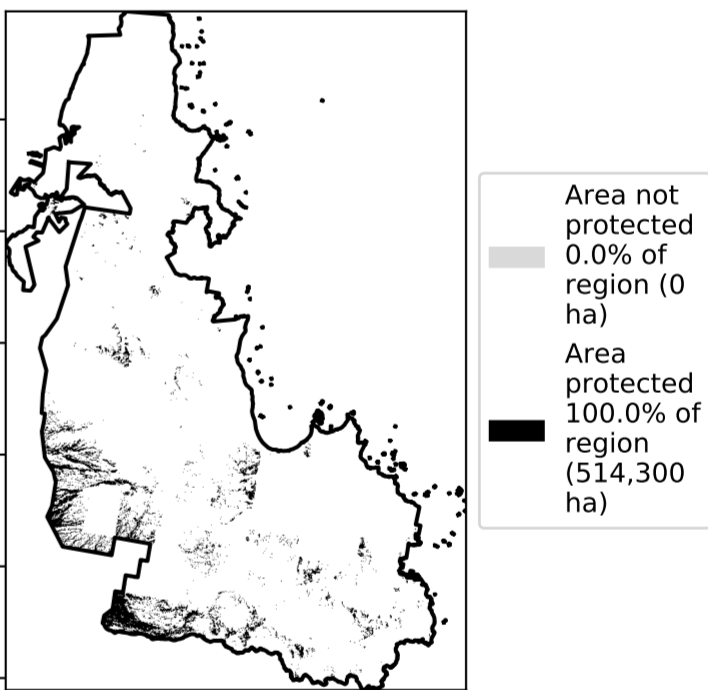 Area not
protected
0.0% of
region (0
ha)
Area
protected
100.0% of
region
(514,300
ha)